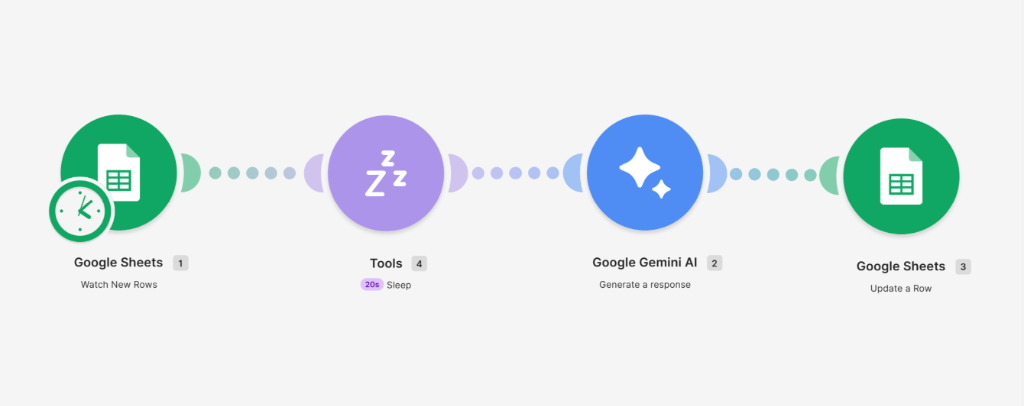 Google Sheets 1
Watch New Rows
Tools 4
20s Sleep
Google Gemini AI 2
Generate a response
Google Sheets 3
Update a Row